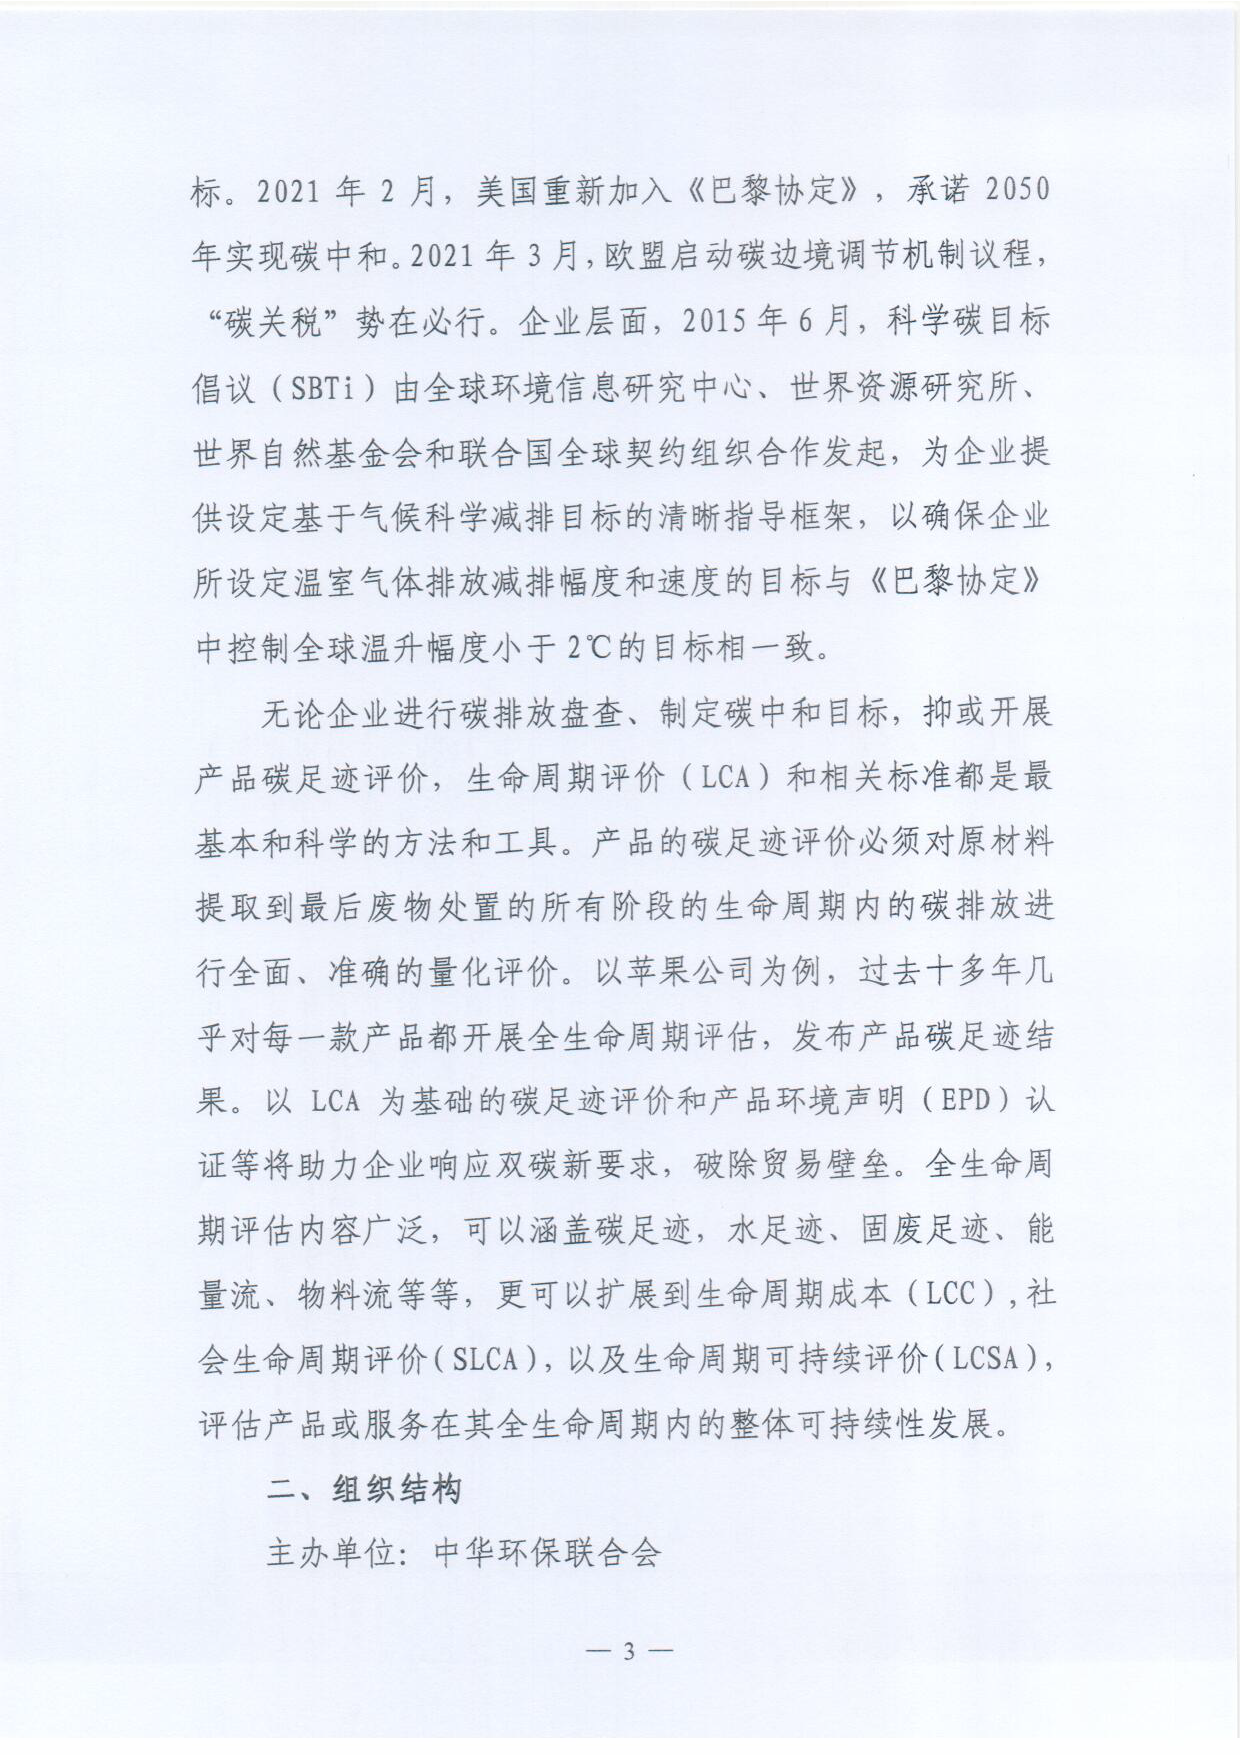 标。2021 年 2 月，美国重新加入《巴黎协定》，承诺 2050
年实现碳中和。2021 年 3 月，欧盟启动碳边境调节机制议程，
“碳关税”势在必行。企业层面，2015 年 6 月，科学碳目标
倡议（SBTi）由全球环境信息研究中心、世界资源研究所、
世界自然基金会和联合国全球契约组织合作发起，为企业提
供设定基于气候科学减排目标的清晰指导框架，以确保企业
所设定温室气体排放减排幅度和速度的目标与《巴黎协定》
中控制全球温升幅度小于 2℃的目标相一致。
无论企业进行碳排放盘查、制定碳中和目标，抑或开展
产品碳足迹评价，生命周期评价（LCA）和相关标准都是最
基本和科学的方法和工具。产品的碳足迹评价必须对原材料
提取到最后废物处置的所有阶段的生命周期内的碳排放进
行全面、准确的量化评价。以苹果公司为例，过去十多年几
乎对每一款产品都开展全生命周期评估，发布产品碳足迹结
果。以 LCA 为基础的碳足迹评价和产品环境声明（EPD）认
证等将助力企业响应双碳新要求，破除贸易壁垒。全生命周
期评估内容广泛，可以涵盖碳足迹，水足迹、固废足迹、能
量流、物料流等等，更可以扩展到生命周期成本（LCC）,社
会生命周期评价(SLCA)，以及生命周期可持续评价(LCSA)，
评估产品或服务在其全生命周期内的整体可持续性发展。
二、组织结构
主办单位：中华环保联合会
— 3 —